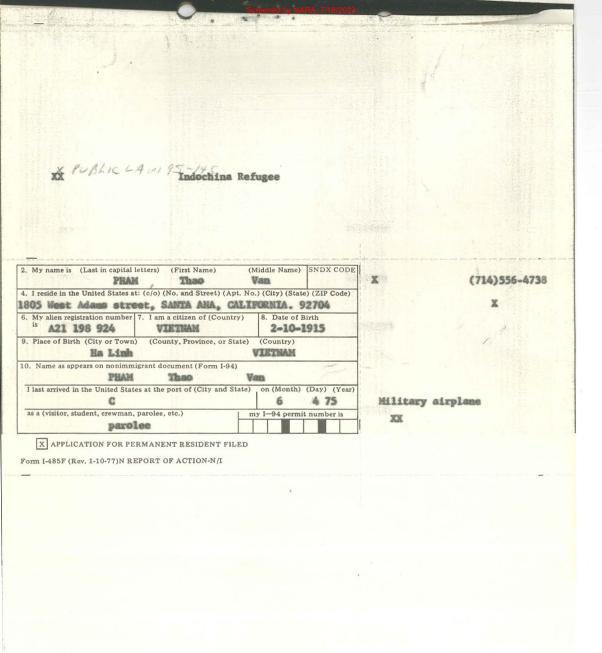 X PUBLIC LAW 95-145
XX Indochina Refugee
2. My name is (Last in capital letters) (First Name) (Middle Name) SNDX CODE
PHAM Thao Van
X (714)556-4738
4. I reside in the United States at: (c/o) (No. and Street) (Apt. No.) (City) (State) (ZIP Code)
1805 West Adams street, SANTA ANA, CALIFORNIA. 92704
X
6. My alien registration number is 7. I am a citizen of (Country) 8. Date of Birth
A21 198 924 VIETNAM 2-10-1915
9. Place of Birth (City or Town) (County, Province, or State) (Country)
Ha Linh VIETNAM
10. Name as appears on nonimmigrant document (Form I-94)
PHAM Thao Van
I last arrived in the United States at the port of (City and State) on (Month) (Day) (Year)
C 6 4 75
Military airplane
as a (visitor, student, crewman, parolee, etc.) my I-94 permit number is
parolee
XX
X APPLICATION FOR PERMANENT RESIDENT FILED
Form I-485F (Rev. 1-10-77)N REPORT OF ACTION-N/I